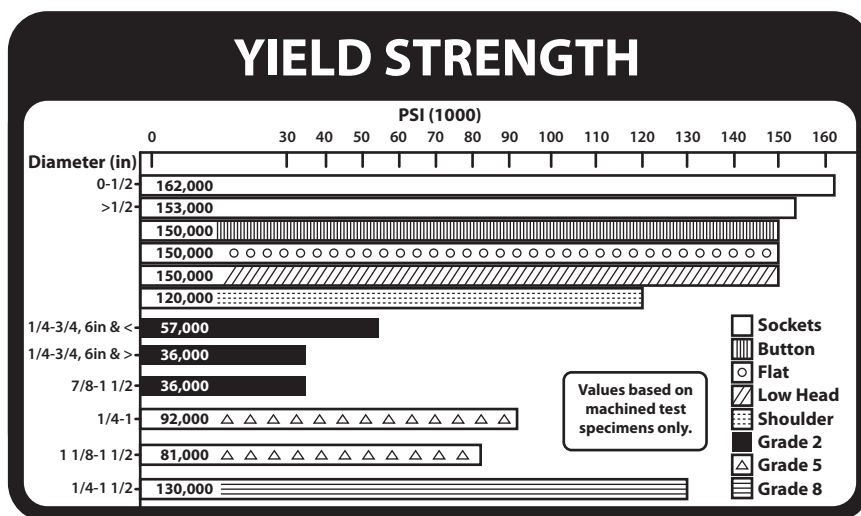 YIELD STRENGTH
PSI (1000)
0 30 40 50 60 70 80 90 100 110 120 130 140 150 160
Diameter (in)
0-1/2 162,000
>1/2 153,000
150,000
150,000
150,000
120,000
1/4-3/4, 6in & < 57,000
1/4-3/4, 6in & > 36,000
7/8-1 1/2 36,000
1/4-1 92,000
1 1/8-1 1/2 81,000
1/4-1 1/2 130,000
Values based on
machined test
specimens only.
Sockets
Button
Flat
Low Head
Shoulder
Grade 2
Grade 5
Grade 8